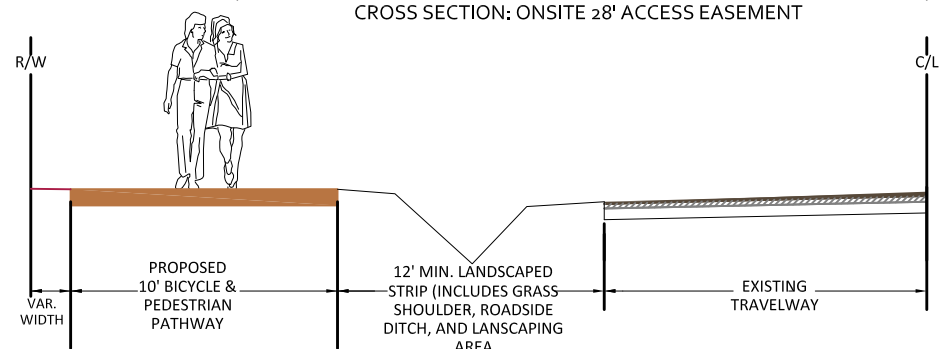 CROSS SECTION: ONSITE 28' ACCESS EASEMENT
R/W
C/L
VAR.
WIDTH
PROPOSED
10' BICYCLE &
PEDESTRIAN
PATHWAY
12' MIN. LANDSCAPED
STRIP (INCLUDES GRASS
SHOULDER, ROADSIDE
DITCH, AND LANSCAPING
AREA
EXISTING
TRAVELWAY